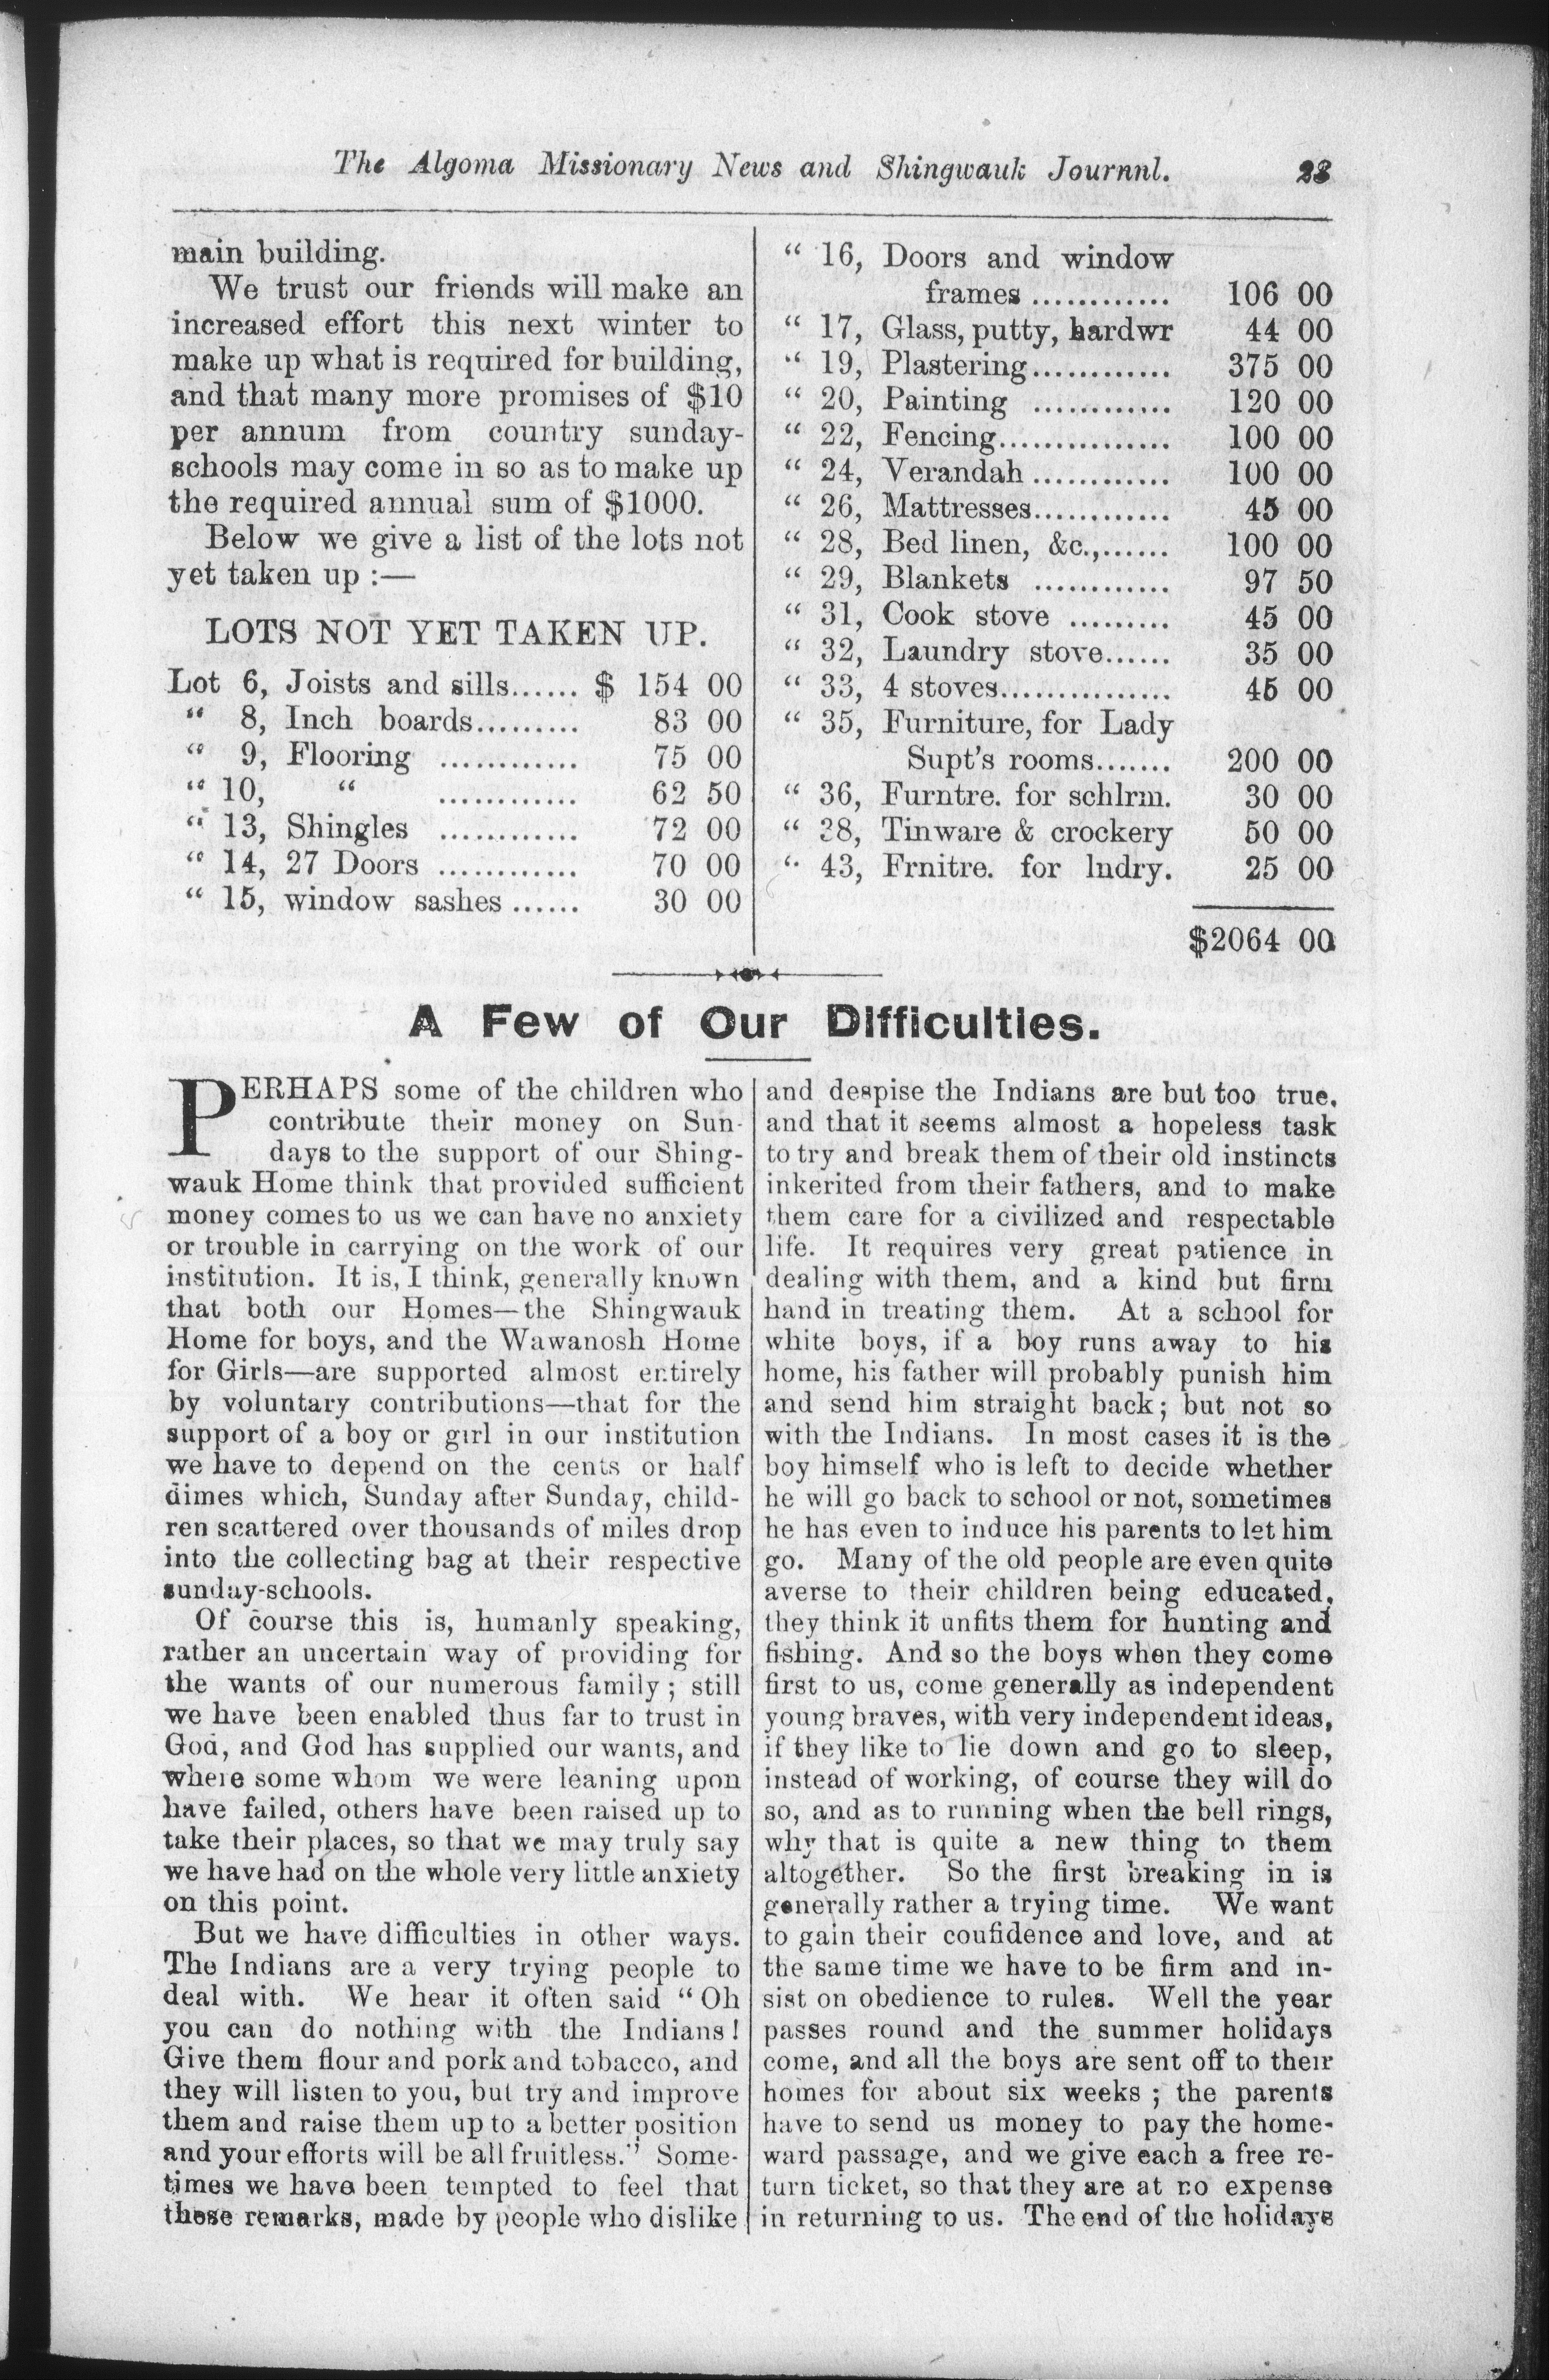 The Algoma Missionary News and Shingwauk Journnl. 23
main building.
We trust our friends will make an
increased effort this next winter to
make up what is required for building,
and that many more promises of $10
per annum from country sunday-
schools may come in so as to make up
the required annual sum of $1000.
Below we give a list of the lots not
yet taken up :—
LOTS NOT YET TAKEN UP.
Lot 6, Joists and sills...... $ 154 00
“ 8, Inch boards......... 83 00
“ 9, Flooring ............ 75 00
“ 10, “ ............ 62 50
“ 13, Shingles ............ 72 00
“ 14, 27 Doors ............ 70 00
“ 15, window sashes ...... 30 00
“ 16, Doors and window
frames ............ 106 00
“ 17, Glass, putty, hardwr 44 00
“ 19, Plastering............ 375 00
“ 20, Painting ............ 120 00
“ 22, Fencing............... 100 00
“ 24, Verandah ............ 100 00
“ 26, Mattresses............ 45 00
“ 28, Bed linen, &c.,...... 100 00
“ 29, Blankets ............ 97 50
“ 31, Cook stove ......... 45 00
“ 32, Laundry stove...... 35 00
“ 33, 4 stoves............... 45 00
“ 35, Furniture, for Lady
Supt's rooms....... 200 00
“ 36, Furntre. for schlrm. 30 00
“ 38, Tinware & crockery 50 00
“ 43, Frnitre. for lndry. 25 00
$2064 00
A Few of Our Difficulties.
PERHAPS some of the children who
contribute their money on Sun-
days to the support of our Shing-
wauk Home think that provided sufficient
money comes to us we can have no anxiety
or trouble in carrying on the work of our
institution. It is, I think, generally known
that both our Homes—the Shingwauk
Home for boys, and the Wawanosh Home
for Girls—are supported almost entirely
by voluntary contributions—that for the
support of a boy or girl in our institution
we have to depend on the cents or half
dimes which, Sunday after Sunday, child-
ren scattered over thousands of miles drop
into the collecting bag at their respective
sunday-schools.
Of course this is, humanly speaking,
rather an uncertain way of providing for
the wants of our numerous family ; still
we have been enabled thus far to trust in
God, and God has supplied our wants, and
where some whom we were leaning upon
have failed, others have been raised up to
take their places, so that we may truly say
we have had on the whole very little anxiety
on this point.
But we have difficulties in other ways.
The Indians are a very trying people to
deal with. We hear it often said “ Oh
you can do nothing with the Indians !
Give them flour and pork and tobacco, and
they will listen to you, but try and improve
them and raise them up to a better position
and your efforts will be all fruitless.” Some-
times we have been tempted to feel that
these remarks, made by people who dislike
and despise the Indians are but too true,
and that it seems almost a hopeless task
to try and break them of their old instincts
inkerited from their fathers, and to make
them care for a civilized and respectable
life. It requires very great patience in
dealing with them, and a kind but firm
hand in treating them. At a school for
white boys, if a boy runs away to his
home, his father will probably punish him
and send him straight back; but not so
with the Indians. In most cases it is the
boy himself who is left to decide whether
he will go back to school or not, sometimes
he has even to induce his parents to let him
go. Many of the old people are even quite
averse to their children being educated,
they think it unfits them for hunting and
fishing. And so the boys when they come
first to us, come generally as independent
young braves, with very independent ideas,
if they like to lie down and go to sleep,
instead of working, of course they will do
so, and as to running when the bell rings,
why that is quite a new thing to them
altogether. So the first breaking in is
generally rather a trying time. We want
to gain their coufidence and love, and at
the same time we have to be firm and in-
sist on obedience to rules. Well the year
passes round and the summer holidays
come, and all the boys are sent off to their
homes for about six weeks ; the parents
have to send us money to pay the home-
ward passage, and we give each a free re-
turn ticket, so that they are at no expense
in returning to us. The end of the holidays